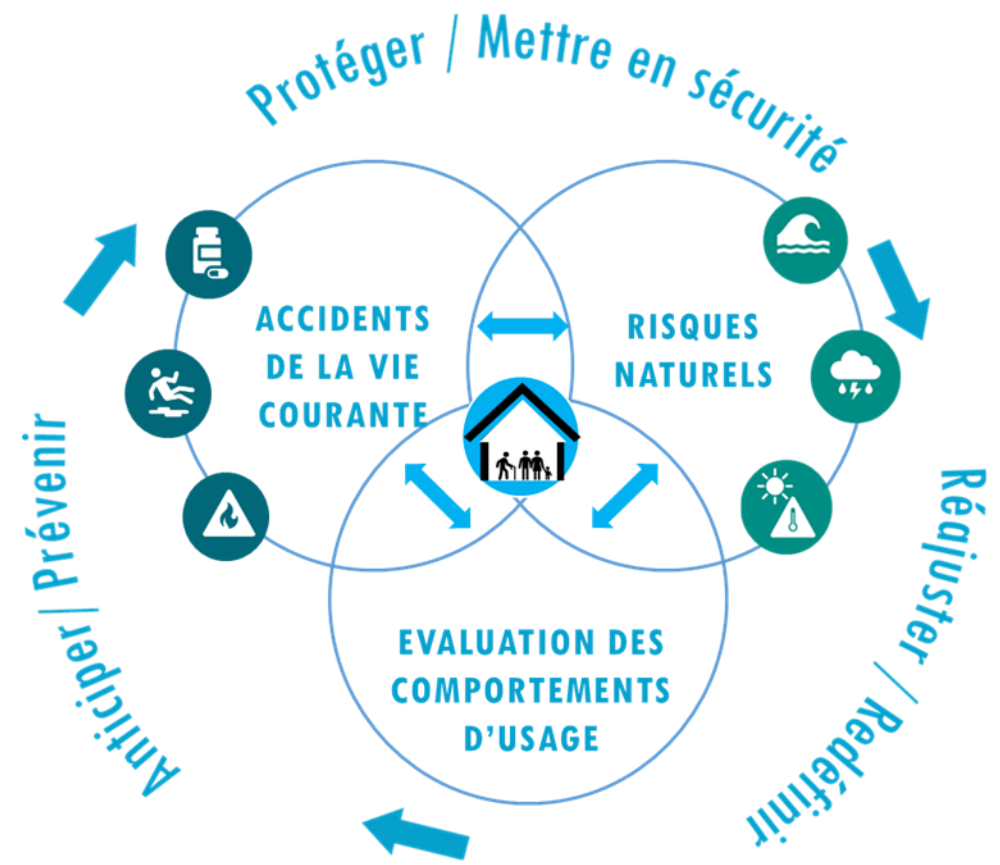 Protéger / Mettre en sécurité
ACCIDENTS
DE LA VIE
COURANTE
RISQUES
NATURELS
EVALUATION DES
COMPORTEMENTS
D’USAGE
Réajuster / Redéfinir
Anticiper / Prévenir